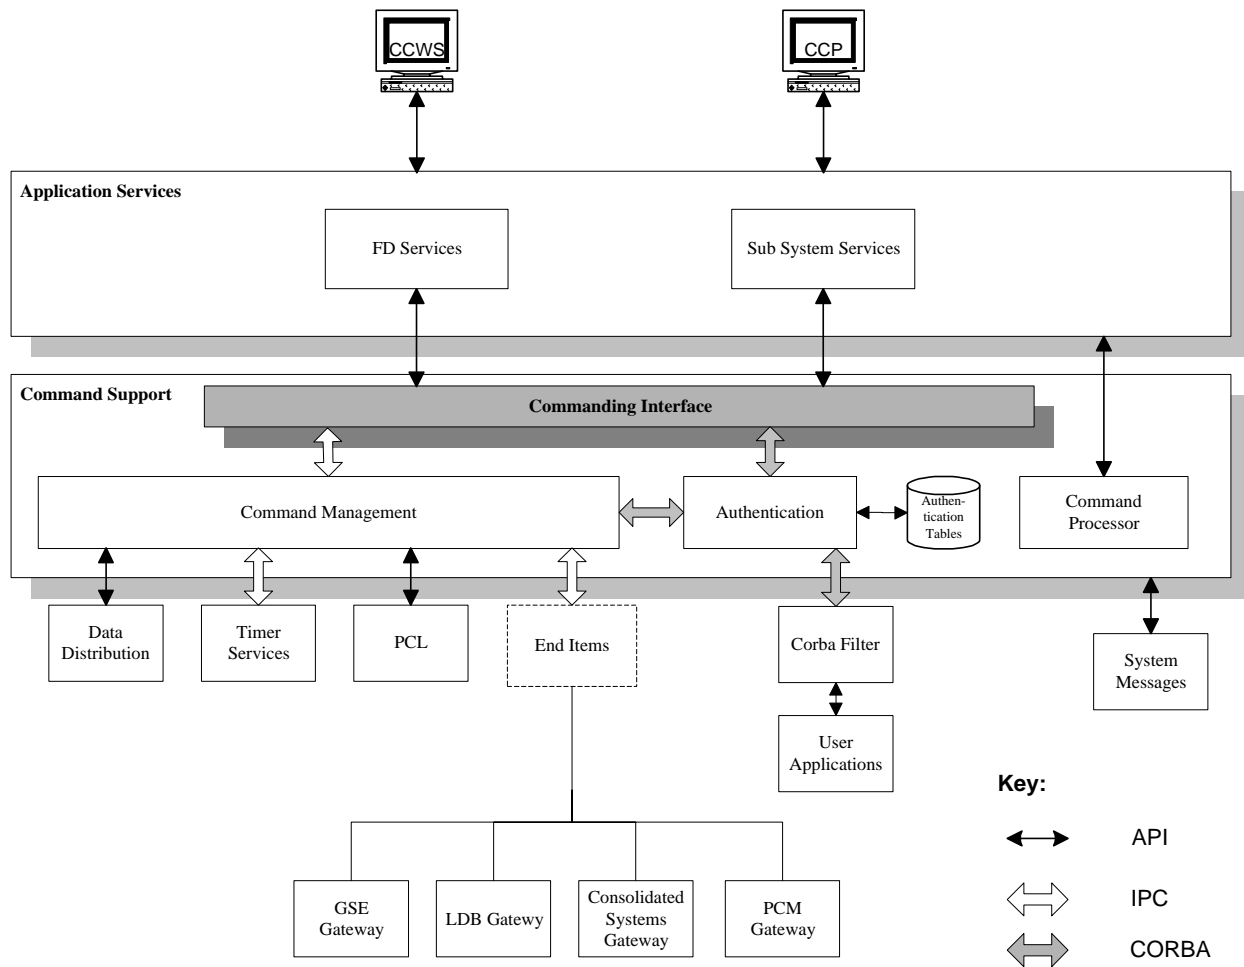 CCWS
CCP
Application Services
FD Services
Sub System Services
Command Support
Commanding Interface
Command Management
Authentication
Authen-
tication
Tables
Command
Processor
Data
Distribution
Timer
Services
PCL
End Items
Corba Filter
System
Messages
User
Applications
Key:
API
IPC
CORBA
GSE
Gateway
LDB Gatewy
Consolidated
Systems
Gateway
PCM
Gateway